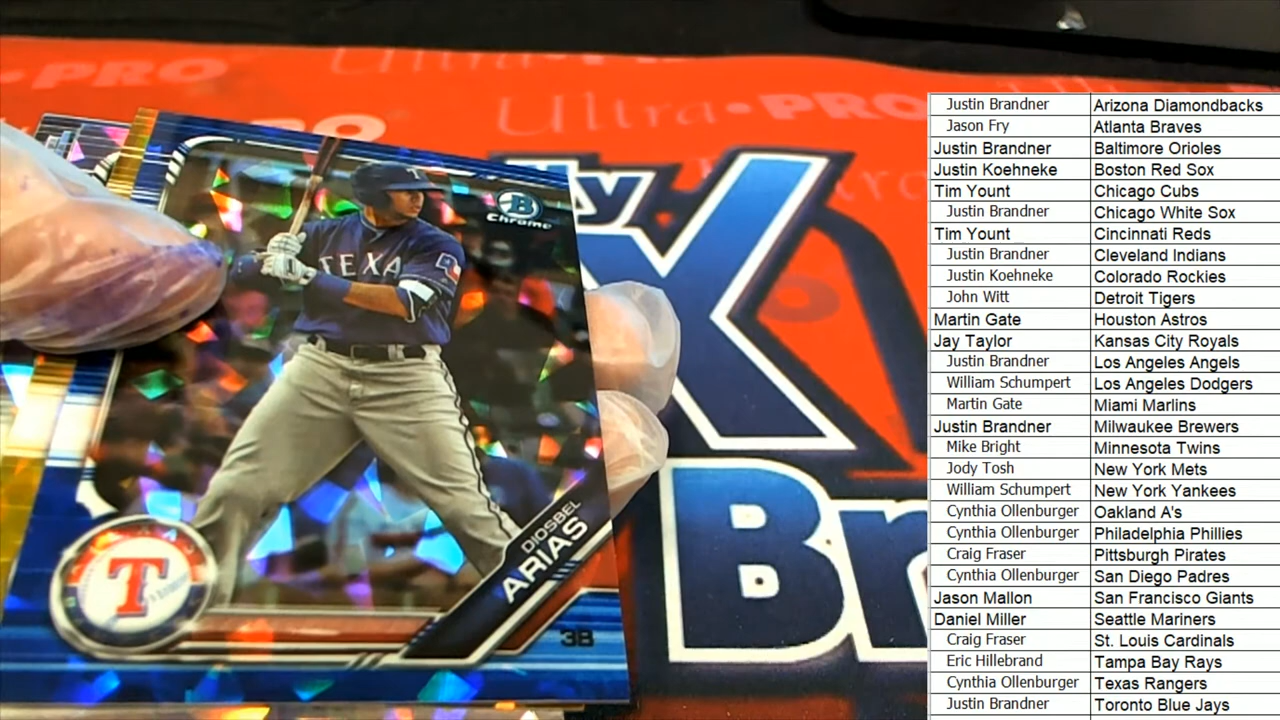 PRO
Ultra
Ultra•PRO
B
Chrome
TEXA
DIOSBEL
ARIAS
3B
T
y
X
Br
Justin Brandner Arizona Diamondbacks
Jason Fry Atlanta Braves
Justin Brandner Baltimore Orioles
Justin Koehneke Boston Red Sox
Tim Yount Chicago Cubs
Justin Brandner Chicago White Sox
Tim Yount Cincinnati Reds
Justin Brandner Cleveland Indians
Justin Koehneke Colorado Rockies
John Witt Detroit Tigers
Martin Gate Houston Astros
Jay Taylor Kansas City Royals
Justin Brandner Los Angeles Angels
William Schumpert Los Angeles Dodgers
Martin Gate Miami Marlins
Justin Brandner Milwaukee Brewers
Mike Bright Minnesota Twins
Jody Tosh New York Mets
William Schumpert New York Yankees
Cynthia Ollenburger Oakland A's
Cynthia Ollenburger Philadelphia Phillies
Craig Fraser Pittsburgh Pirates
Cynthia Ollenburger San Diego Padres
Jason Mallon San Francisco Giants
Daniel Miller Seattle Mariners
Craig Fraser St. Louis Cardinals
Eric Hillebrand Tampa Bay Rays
Cynthia Ollenburger Texas Rangers
Justin Brandner Toronto Blue Jays